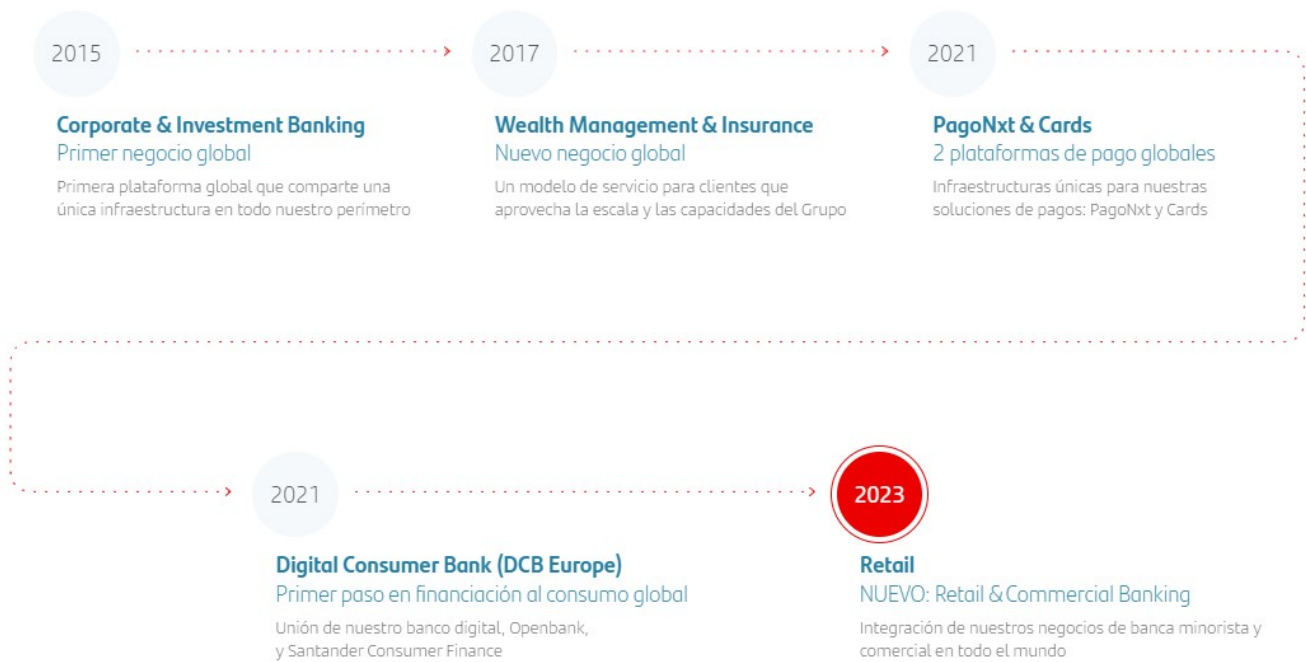 2015
Corporate & Investment Banking
Primer negocio global
Primera plataforma global que comparte una
única infraestructura en todo nuestro perímetro
2017
Wealth Management & Insurance
Nuevo negocio global
Un modelo de servicio para clientes que
aprovecha la escala y las capacidades del Grupo
2021
PagoNxt & Cards
2 plataformas de pago globales
Infraestructuras únicas para nuestras
soluciones de pagos: PagoNxt y Cards
2021
Digital Consumer Bank (DCB Europe)
Primer paso en financiación al consumo global
Unión de nuestro banco digital, Openbank,
y Santander Consumer Finance
2023
Retail
NUEVO: Retail & Commercial Banking
Integración de nuestros negocios de banca minorista y
comercial en todo el mundo